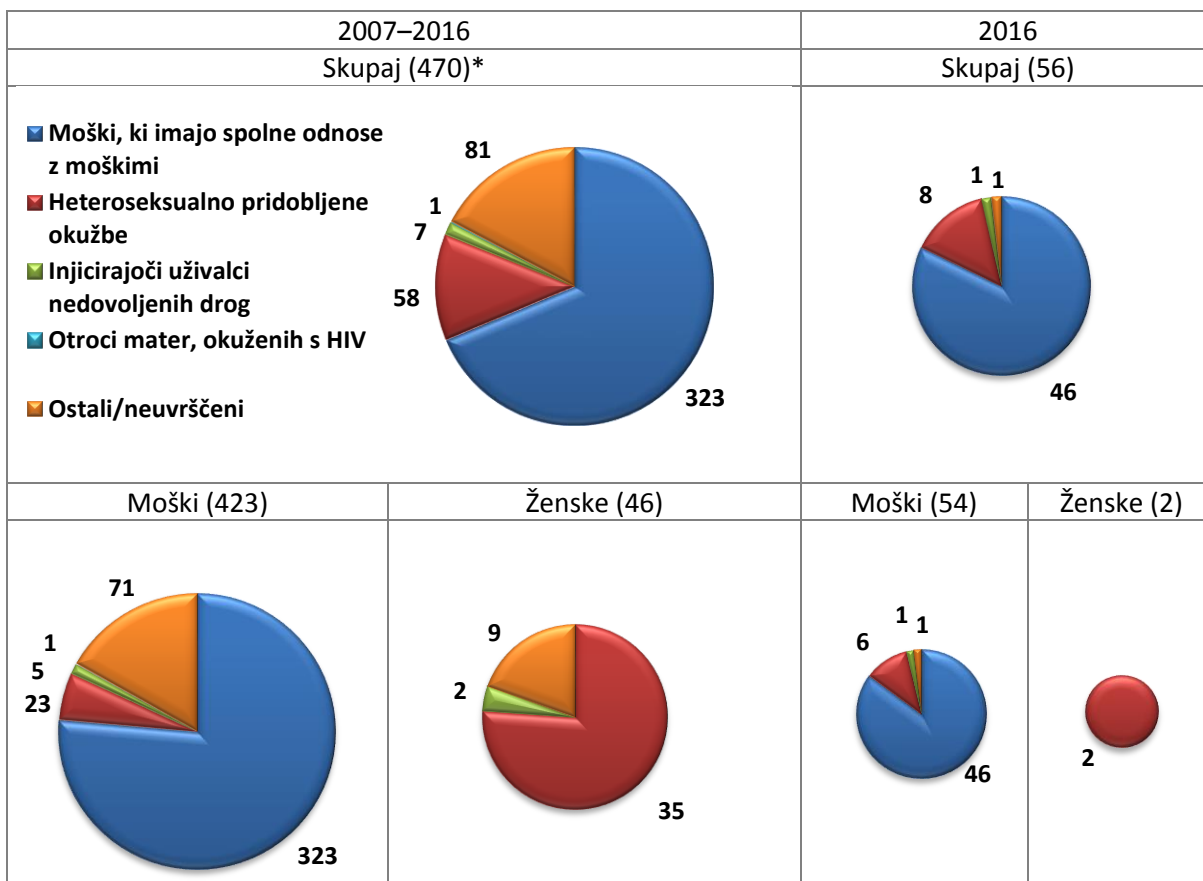 2007–2016
2016
Skupaj (470)*
Skupaj (56)
Moški, ki imajo spolne odnose
z moškimi
Heteroseksualno pridobljene
okužbe
Injicirajoči uživalci
nedovoljenih drog
Otroci mater, okuženih s HIV
Ostali/neuvrščeni
81
1
7
58
323
1
1
8
46
Moški (423)
Ženske (46)
Moški (54)
Ženske (2)
71
1
5
23
323
9
2
35
1
1
6
46
2